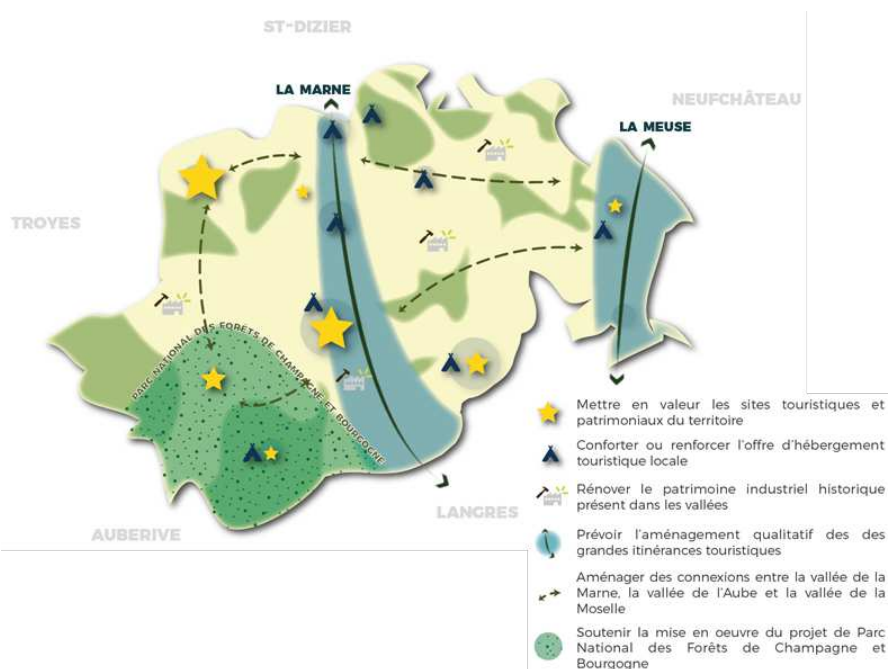 ST-DIZIER
LA MARNE
NEUFCHÂTEAU
LA MEUSE
TROYES
PARC NATIONAL DES FORÊTS DE CHAMPAGNE ET BOURGOGNE
LANGRES
AUBERIVE
Mettre en valeur les sites touristiques et
patrimoniaux du territoire
Conforter ou renforcer l'offre d'hébergement
touristique locale
Rénover le patrimoine industriel historique
présent dans les vallées
Prévoir l'aménagement qualitatif des des
grandes itinérances touristiques
Aménager des connexions entre la vallée de la
Marne, la vallée de l'Aube et la vallée de la
Moselle
Soutenir la mise en oeuvre du projet de Parc
National des Forêts de Champagne et
Bourgogne